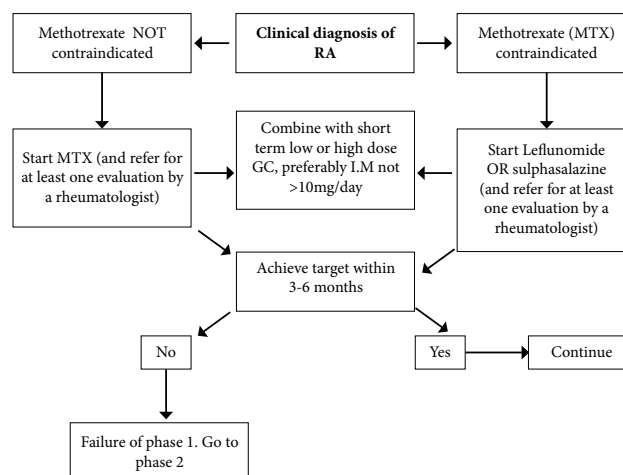 Methotrexate NOT
contraindicated
Clinical diagnosis of
RA
Methotrexate (MTX)
contraindicated
Start MTX (and refer for
at least one evaluation by
a rheumatologist)
Combine with short
term low or high dose
GC, preferably I.M not
>10mg/day
Start Leflunomide
OR sulphasalazine
(and refer for at least
one evaluation by a
rheumatologist)
Achieve target within
3-6 months
No
Yes
Continue
Failure of phase 1. Go to
phase 2